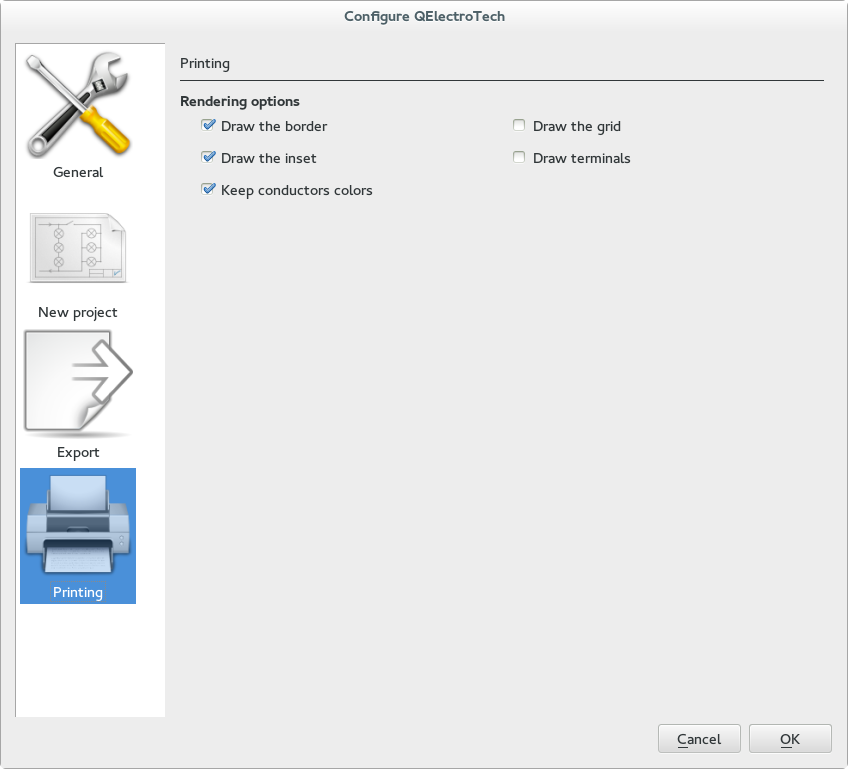 Configure QElectroTech
General
New project
Export
Printing
Printing
Rendering options
Draw the border
Draw the grid
Draw the inset
Draw terminals
Keep conductors colors
Cancel
OK